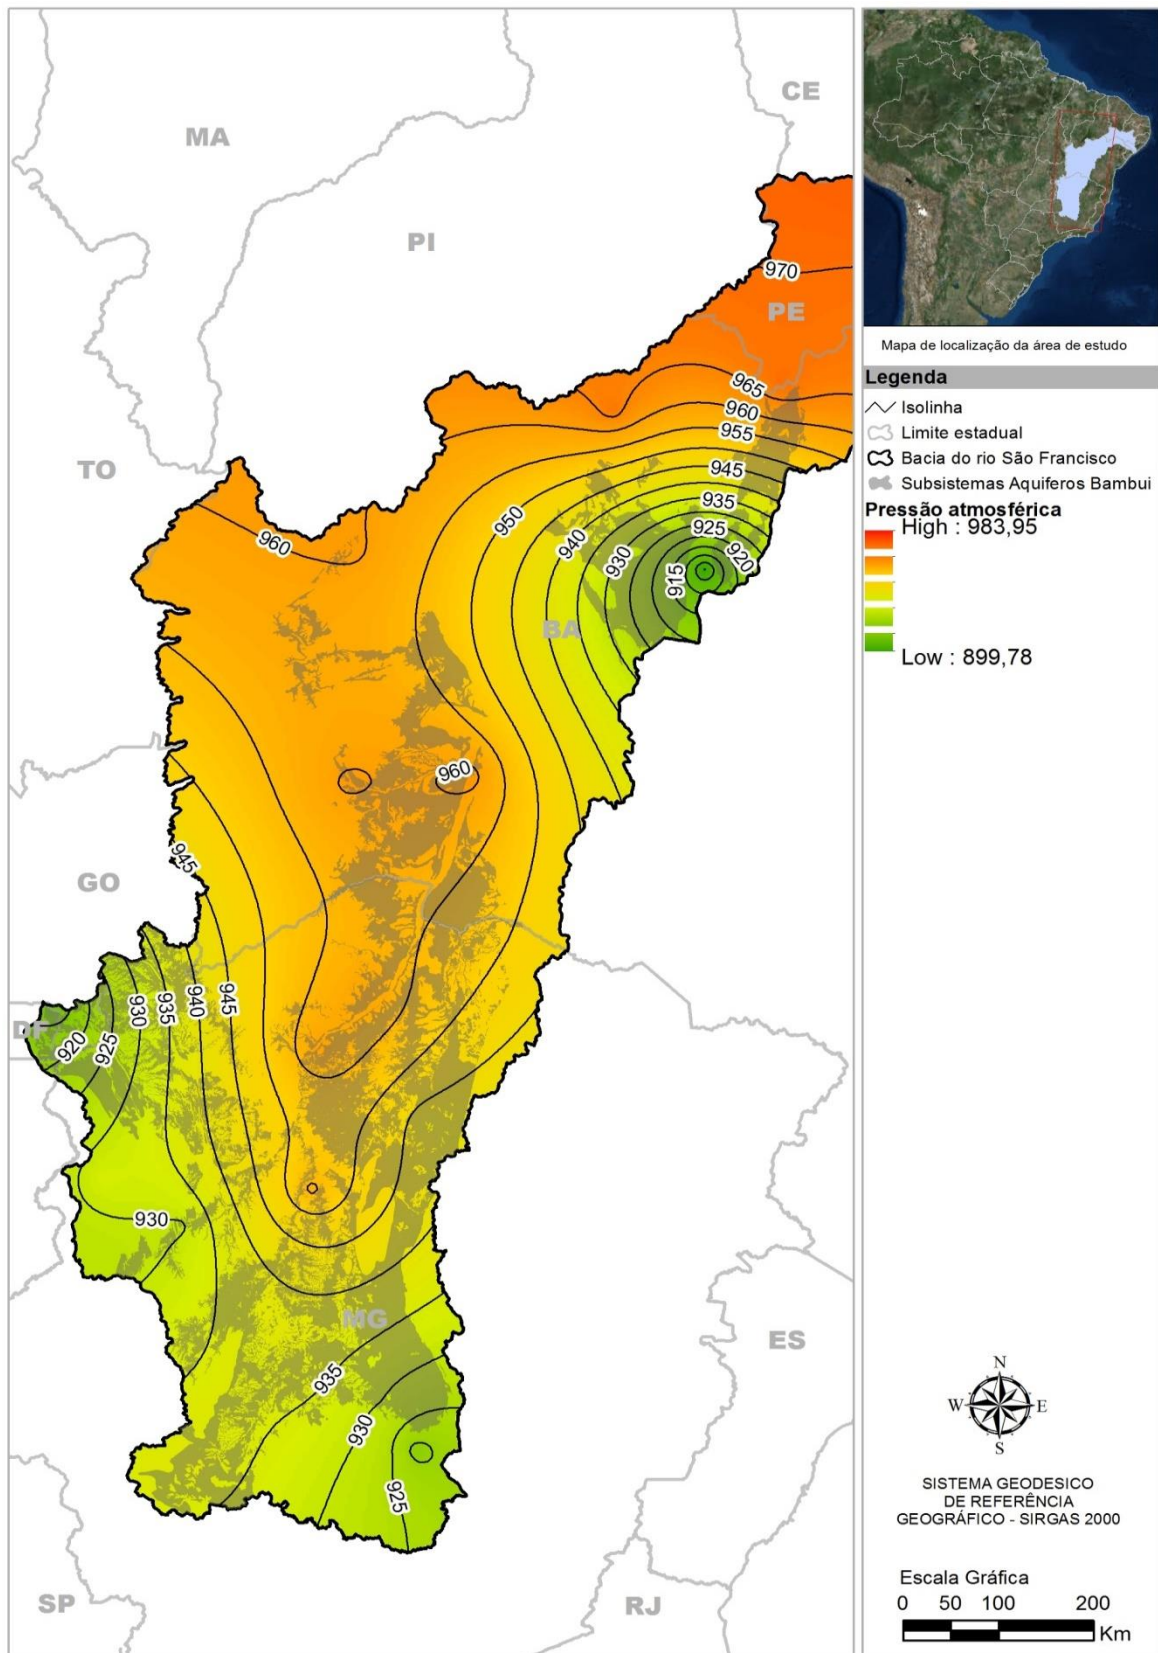 MA
CE
PI
970
PE
965
960
955
945
935
925
920
915
950
940
930
TO
960
BA
960
945
GO
DF
920
925
930
935
940
945
930
MG
935
930
925
ES
SP
RJ
Mapa de localização da área de estudo
Legenda
Isolinha
Limite estadual
Bacia do rio São Francisco
Subsistemas Aquiferos Bambui
Pressão atmosférica
High : 983,95
Low : 899,78
N
W E
S
SISTEMA GEODESICO
DE REFERÊNCIA
GEOGRÁFICO - SIRGAS 2000
Escala Gráfica
0 50 100 200
Km